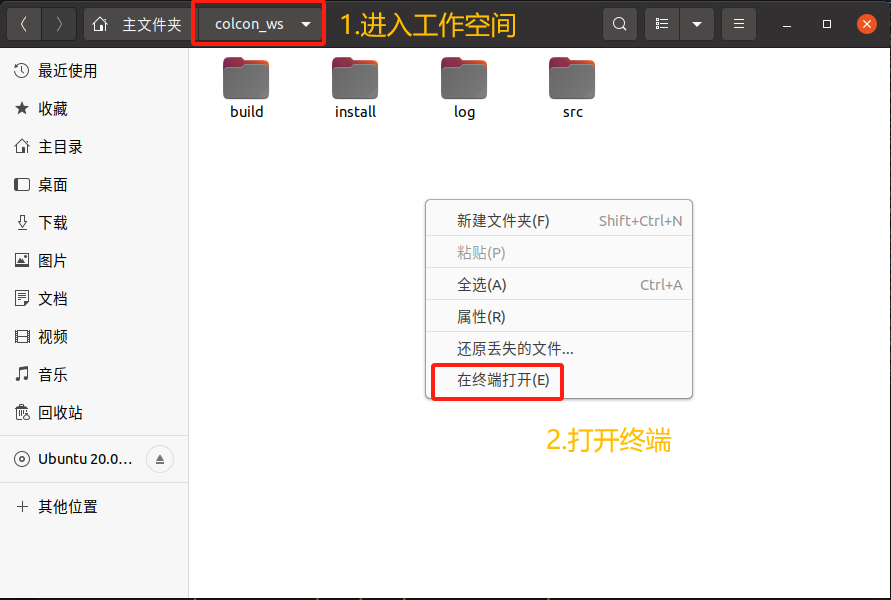 主文件夹
colcon_ws
1.进入工作空间
最近使用
收藏
主目录
桌面
下载
图片
文档
视频
音乐
回收站
Ubuntu 20.0...
其他位置
build
install
log
src
新建文件夹(F) Shift+Ctrl+N
粘贴(P)
全选(A) Ctrl+A
属性(R)
还原丢失的文件...
在终端打开(E)
2.打开终端